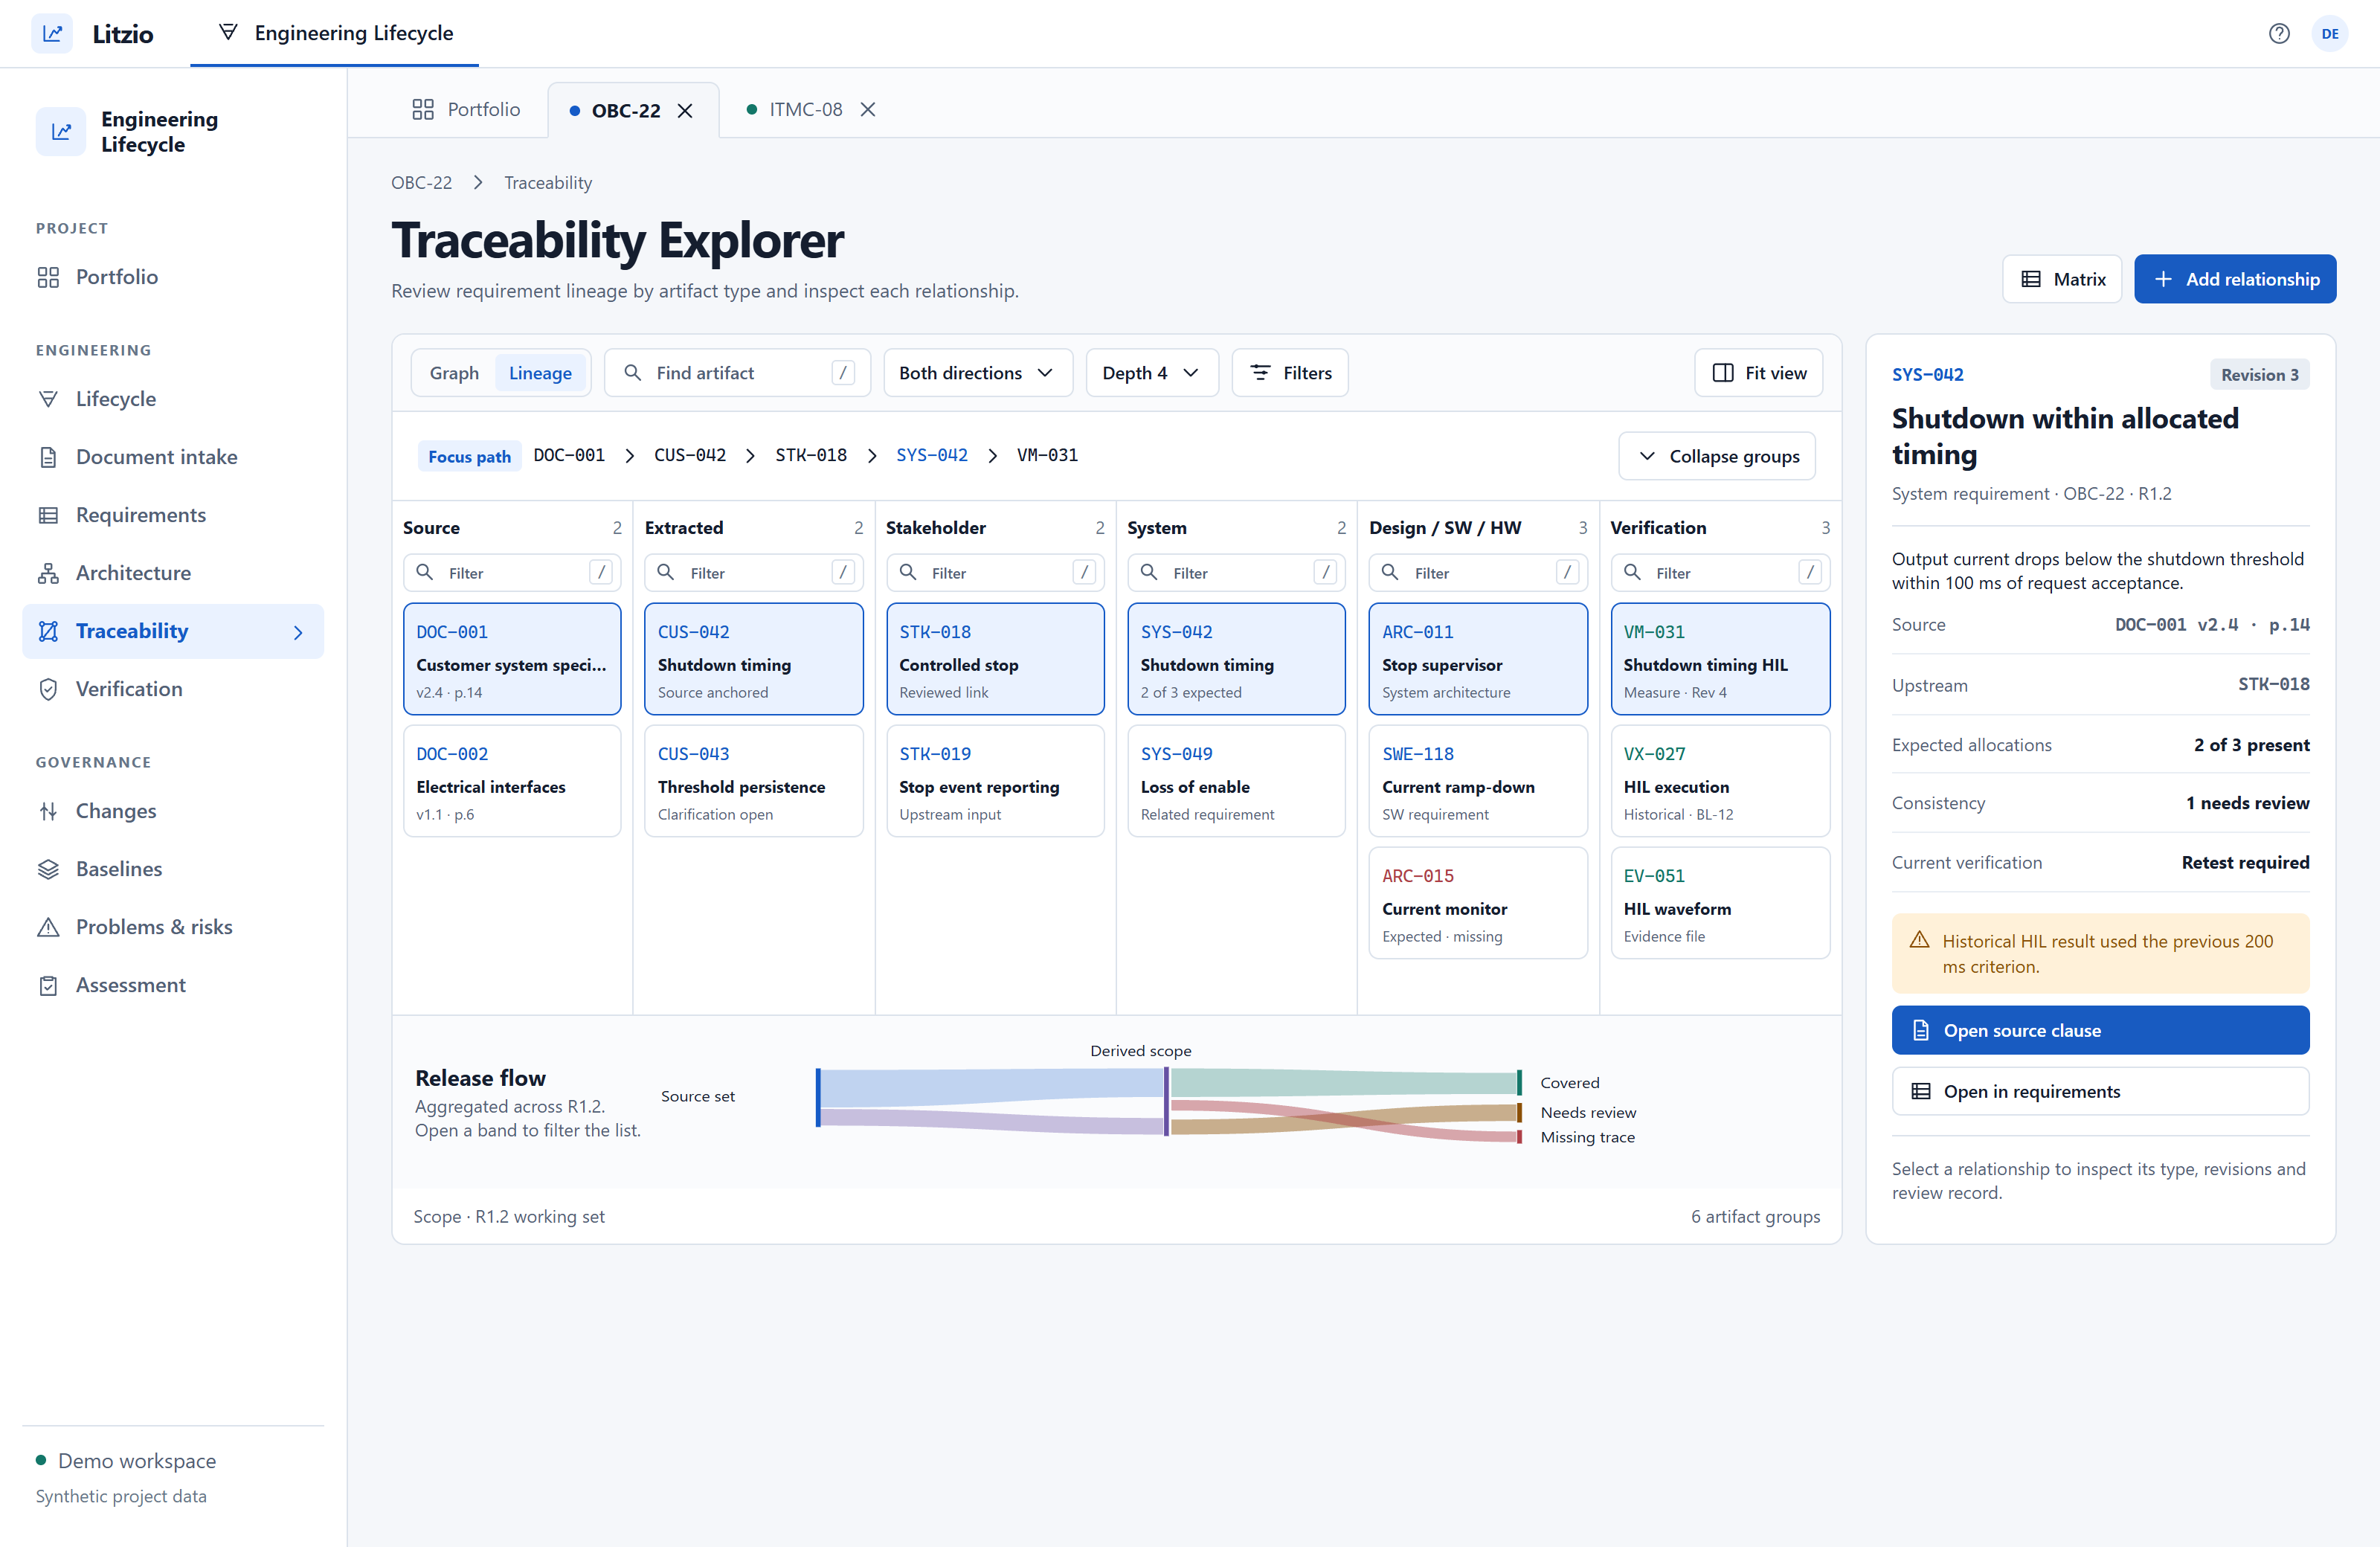 Litzio
Engineering Lifecycle
DE
Engineering
Lifecycle
PROJECT
Portfolio
ENGINEERING
Lifecycle
Document intake
Requirements
Architecture
Traceability
Verification
GOVERNANCE
Changes
Baselines
Problems & risks
Assessment
Demo workspace
Synthetic project data
Portfolio
OBC-22
ITMC-08
OBC-22 > Traceability
Traceability Explorer
Review requirement lineage by artifact type and inspect each relationship.
Matrix
Add relationship
Graph
Lineage
Find artifact /
Both directions
Depth 4
Filters
Fit view
Focus path DOC-001 > CUS-042 > STK-018 > SYS-042 > VM-031
Collapse groups
Source 2
Filter /
DOC-001
Customer system speci...
v2.4 · p.14
DOC-002
Electrical interfaces
v1.1 · p.6
Extracted 2
Filter /
CUS-042
Shutdown timing
Source anchored
CUS-043
Threshold persistence
Clarification open
Stakeholder 2
Filter /
STK-018
Controlled stop
Reviewed link
STK-019
Stop event reporting
Upstream input
System 2
Filter /
SYS-042
Shutdown timing
2 of 3 expected
SYS-049
Loss of enable
Related requirement
Design / SW / HW 3
Filter /
ARC-011
Stop supervisor
System architecture
SWE-118
Current ramp-down
SW requirement
ARC-015
Current monitor
Expected · missing
Verification 3
Filter /
VM-031
Shutdown timing HIL
Measure · Rev 4
VX-027
HIL execution
Historical · BL-12
EV-051
HIL waveform
Evidence file
Release flow
Aggregated across R1.2.
Open a band to filter the list.
Source set
Derived scope
Covered
Needs review
Missing trace
Scope · R1.2 working set
6 artifact groups
SYS-042
Revision 3
Shutdown within allocated
timing
System requirement · OBC-22 · R1.2
Output current drops below the shutdown threshold
within 100 ms of request acceptance.
Source DOC-001 v2.4 · p.14
Upstream STK-018
Expected allocations 2 of 3 present
Consistency 1 needs review
Current verification Retest required
Historical HIL result used the previous 200
ms criterion.
Open source clause
Open in requirements
Select a relationship to inspect its type, revisions and
review record.